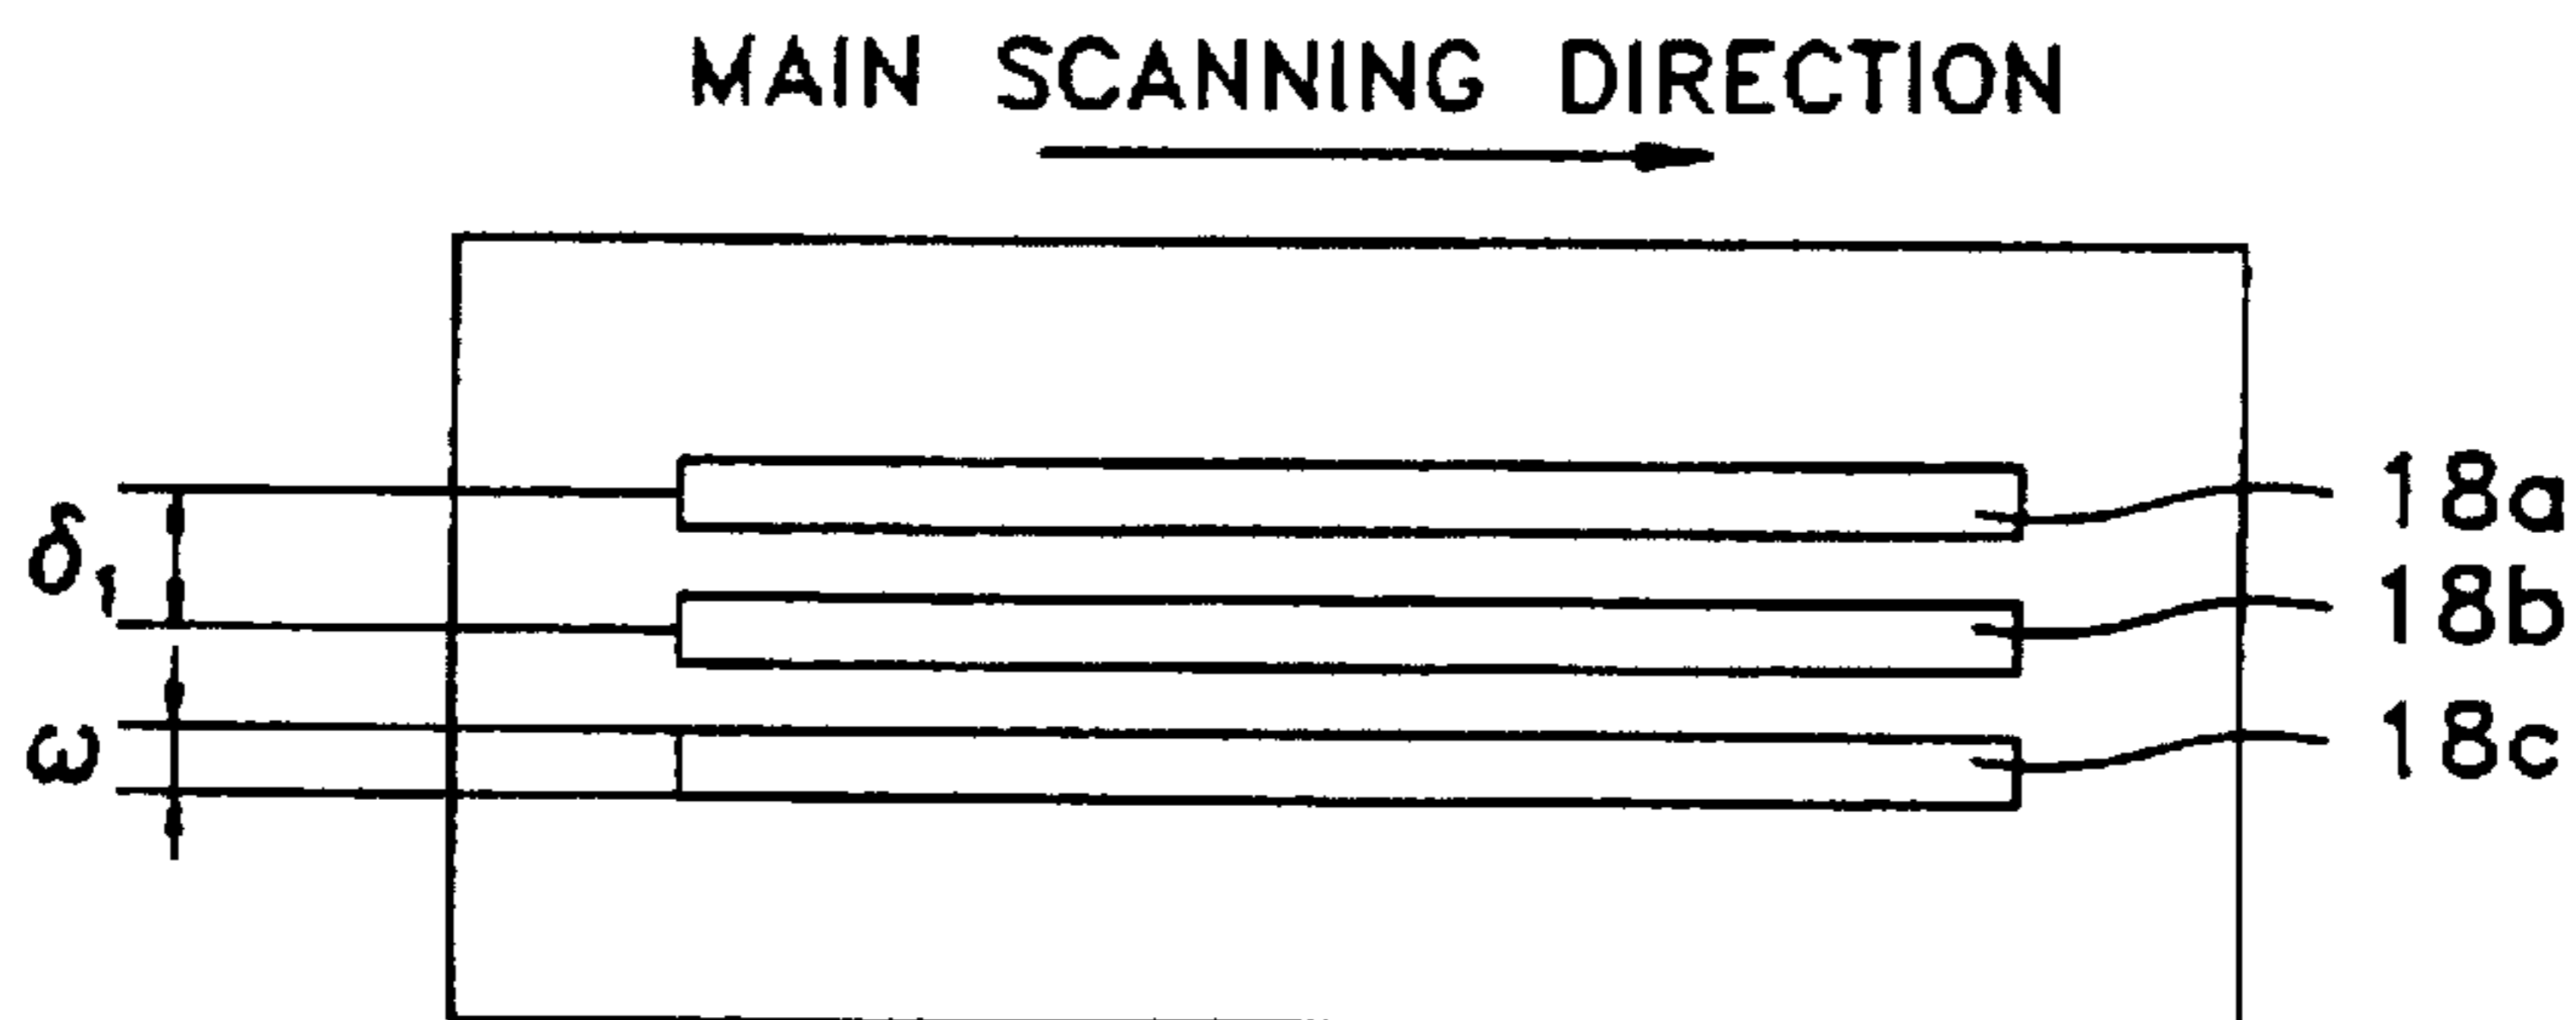 MAIN SCANNING DIRECTION
18a
δ₁
18b
18c
ω